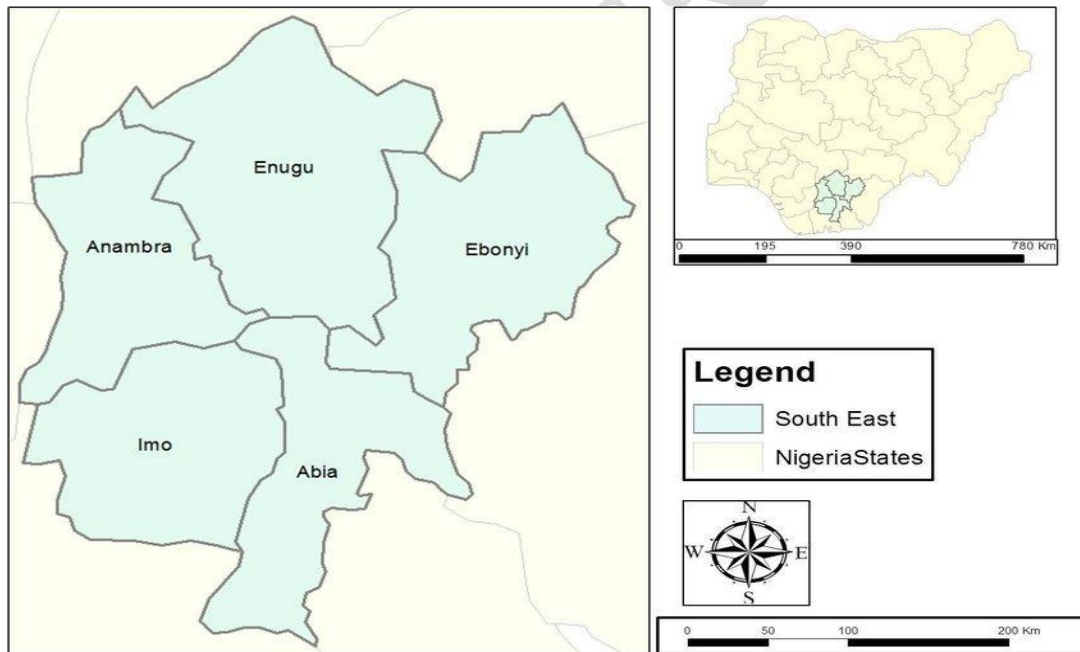 Enugu
Anambra
Ebonyi
Imo
Abia
0 195 390 780 Km
Legend
South East
NigeriaStates
N
W E
S
0 50 100 200 Km